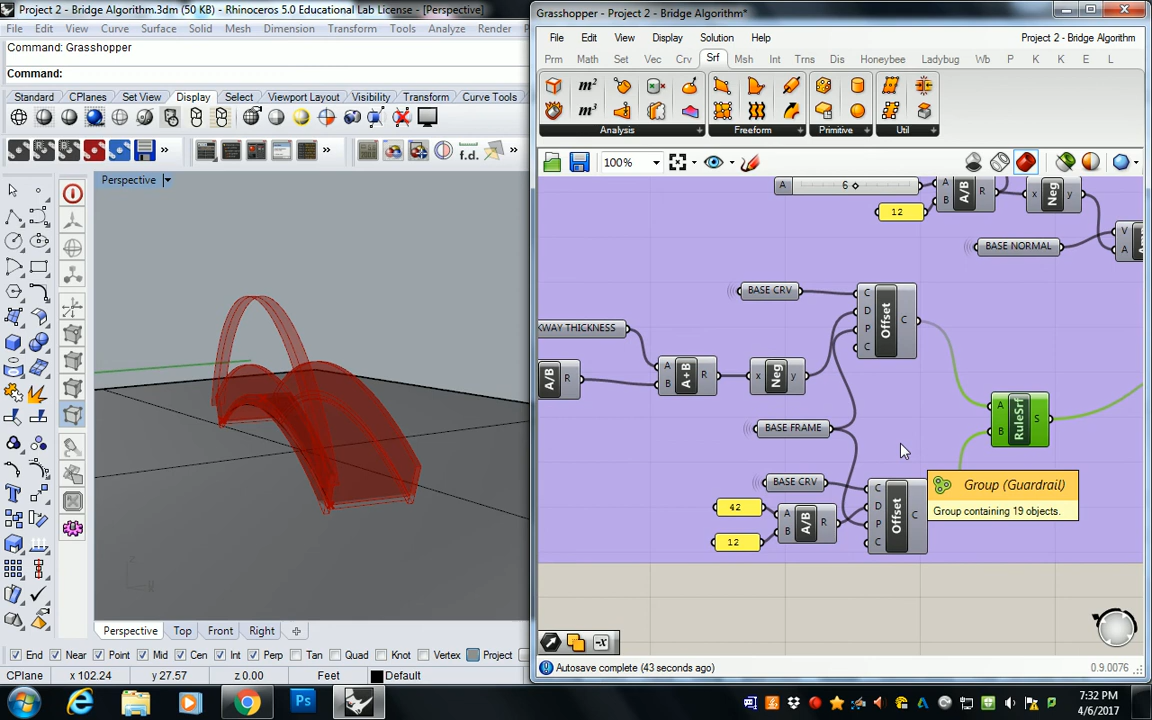 Project 2 - Bridge Algorithm.3dm (50 KB) - Rhinoceros 5.0 Educational Lab License - [Perspective]
File Edit View Curve Surface Solid Mesh Dimension Transform Tools Analyze Render
Command: Grasshopper
Command:
Standard CPlanes Set View Display Select Viewport Layout Visibility Transform Curve Tools
f.d.
Perspective
Perspective Top Front Right
End Near Point Mid Cen Int Perp Tan Quad Knot Vertex Project
CPlane x 102.24 y 27.57 z 0.00 Feet Default
Grasshopper - Project 2 - Bridge Algorithm*
File Edit View Display Solution Help Project 2 - Bridge Algorithm
Prm Math Set Vec Crv Srf Msh Int Trns Dis Honeybee Ladybug Wb P K K E L
m²
m³
Analysis Freeform Primitive Util
100%
A 6 A B A/B R x Neg y
12
BASE NORMAL V A
BASE CRV C D P C Offset C
KWAY THICKNESS
A/B R A B A+B R x Neg y
A B RuleSrf S
BASE FRAME
BASE CRV C D P C Offset C
42 A B A/B R
12
Group (Guardrail)
Group containing 19 objects.
-x
Autosave complete (43 seconds ago) 0.9.0076
Ps
7:32 PM
4/6/2017